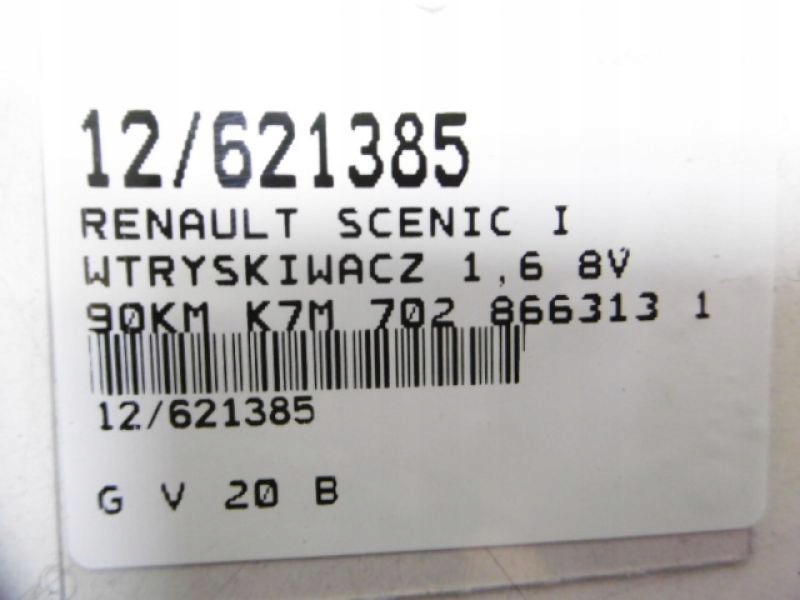 12/621385
RENAULT SCENIC I
WTRYSKIWACZ 1,6 8V
90KM K7M 702 866313 1
12/621385
G V 20 B